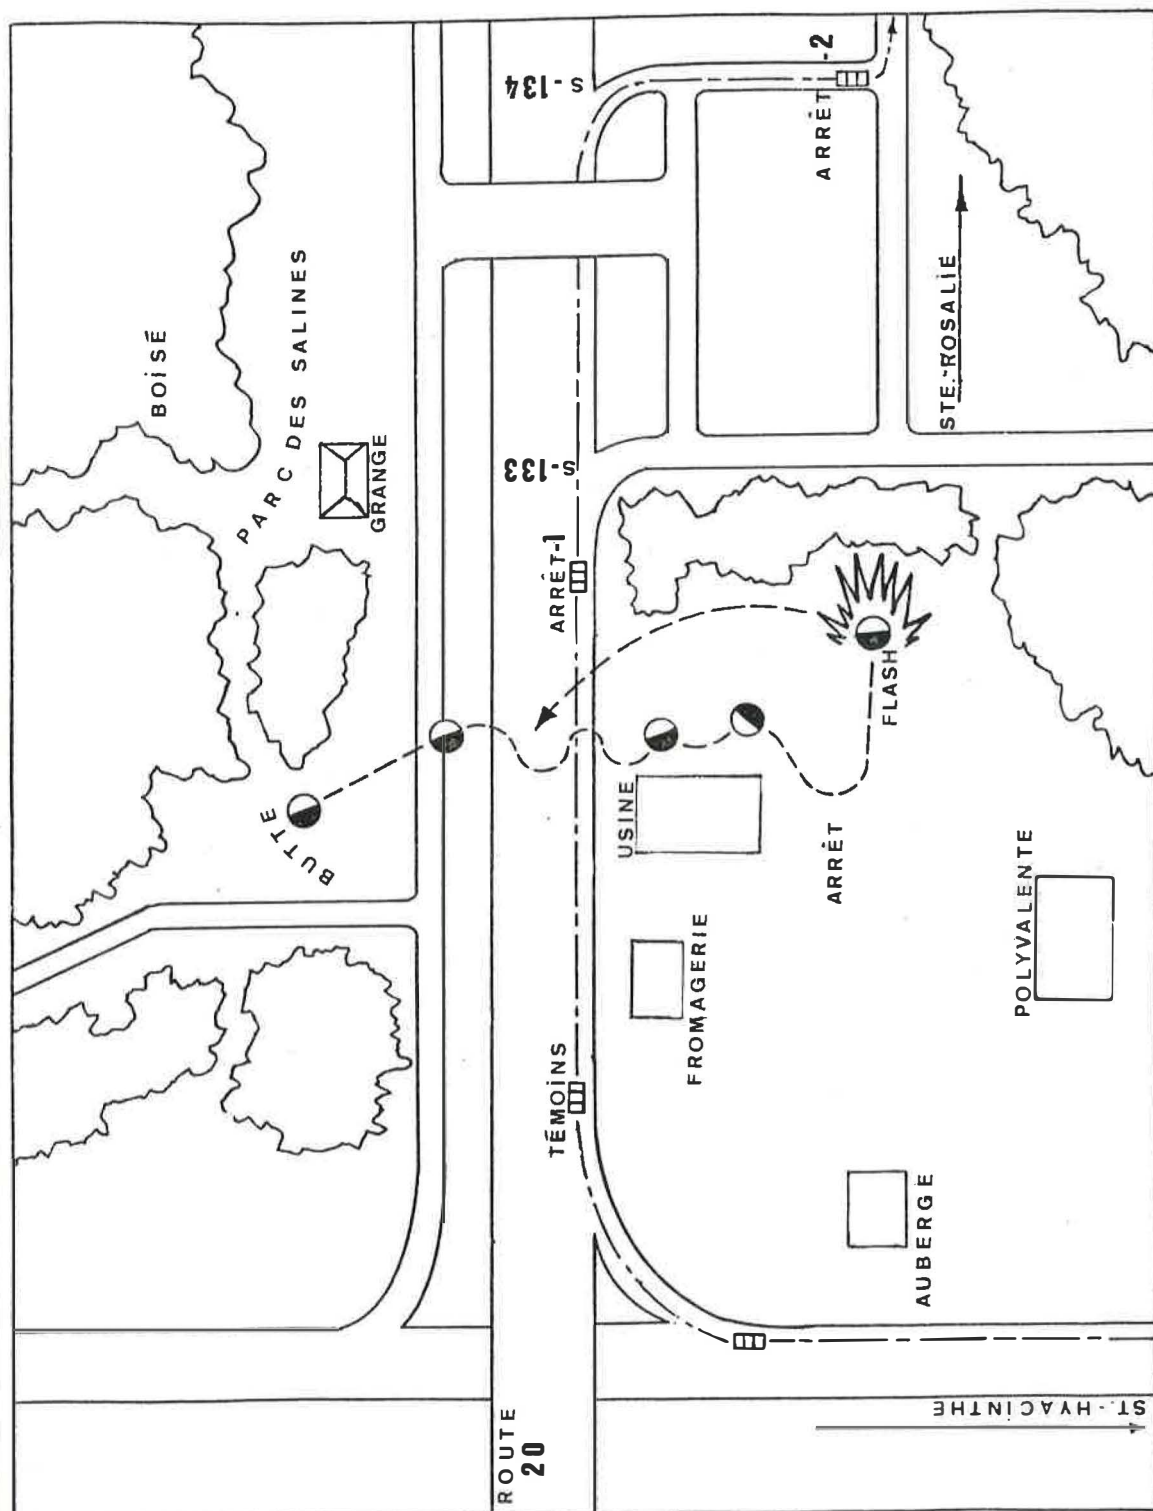 BOISÉ
PARC DES SALINES
GRANGE
BUTTE
S-134
S-133
ARRÊT-2
ARRÊT-1
STE.-ROSALIE
FLASH
USINE
ARRÊT
FROMAGERIE
POLYVALENTE
TÉMOINS
AUBERGE
ROUTE
20
ST.-HYACINTHE